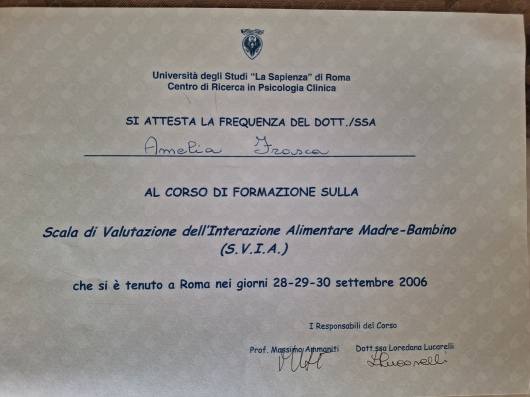 Università degli Studi "La Sapienza" di Roma
Centro di Ricerca in Psicologia Clinica
SI ATTESTA LA FREQUENZA DEL DOTT./SSA
Amelia Frasca
AL CORSO DI FORMAZIONE SULLA
Scala di Valutazione dell'Interazione Alimentare Madre-Bambino
(S.V.I.A.)
che si è tenuto a Roma nei giorni 28-29-30 settembre 2006
I Responsabili del Corso
Prof. Massimo Ammaniti Dott.ssa Loredana Lucarelli
LLucarelli